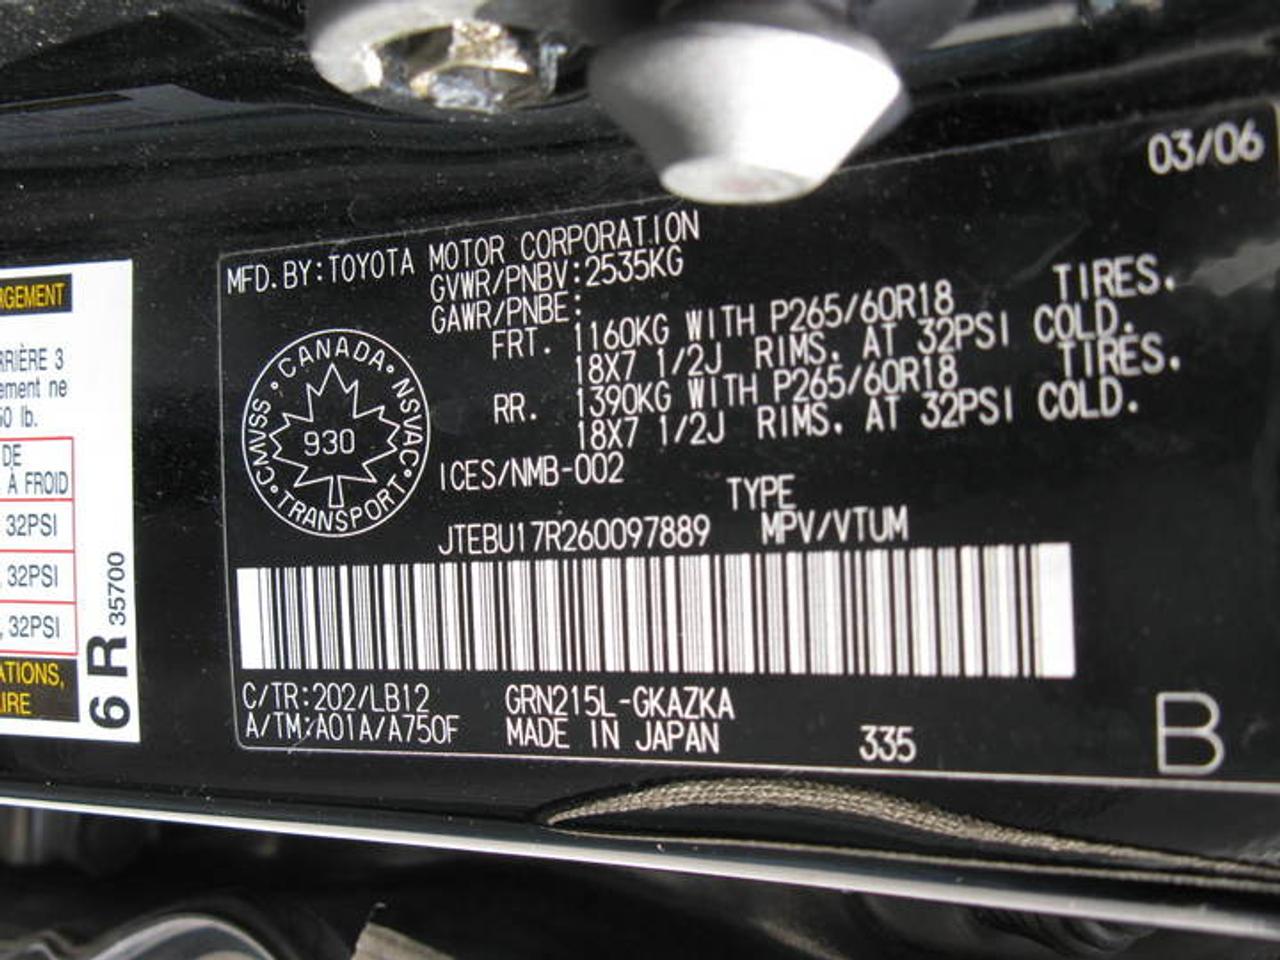 03/06
MFD.BY:TOYOTA MOTOR CORPORATION
GVWR/PNBV:2535KG
GAWR/PNBE:
FRT. 1160KG WITH P265/60R18 TIRES.
18X7 1/2J RIMS. AT 32PSI COLD.
RR. 1390KG WITH P265/60R18 TIRES.
18X7 1/2J RIMS. AT 32PSI COLD.
CANADA • NSVAC • TRANSPORT • CMVSS •
930
ICES/NMB-002
TYPE
JTEBU17R260097889 MPV/VTUM
C/TR:202/LB12 GRN215L-GKAZKA
A/TM:A01A/A750F MADE IN JAPAN 335
B
RGEMENT
RRIÈRE 3
ement ne
50 lb.
DE
À FROID
32PSI
32PSI
, 32PSI
ATIONS,
IRE
6 R 35700